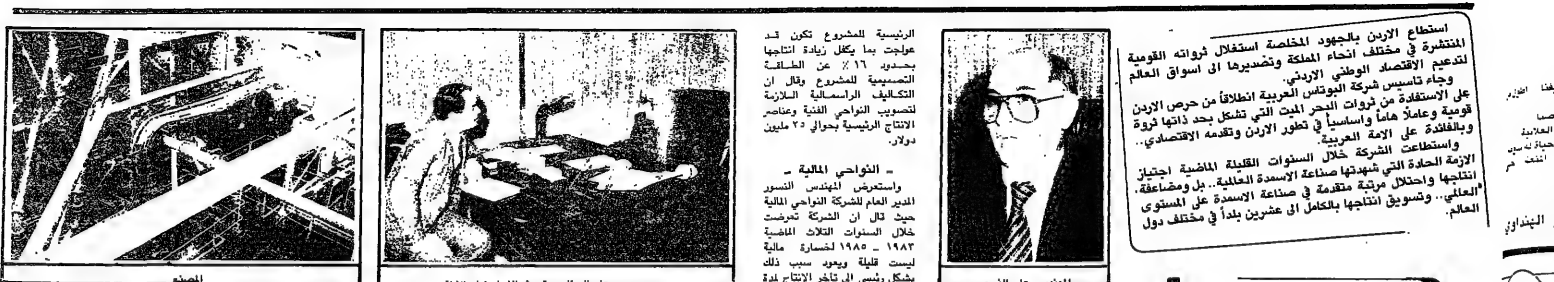 استطاع الاردن بالجهود المخلصة استغلال ثرواته القومية
المنتشرة في مختلف انحاء المملكة وتصديرها الى اسواق العالم
لتدعيم الاقتصاد الوطني الاردني.
وجاء تاسيس شركة البوتاس العربية انطلاقاً من حرص الاردن
على الاستفادة من ثروات البحر الميت التي تشكل بحد ذاتها ثروة
قومية وعاملًا هاماً واساسياً في تطور الاردن وتقدمه الاقتصادي..
وبالفائدة على الامة العربية.
واستطاعت الشركة خلال السنوات القليلة الماضية اجتياز
الازمة الحادة التي شهدتها صناعة الاسمدة العالمية.. بل ومضاعفة
انتاجها واحتلال مرتبة متقدمة في صناعة الاسمدة على المستوى
العالمي.. وتسويق انتاجها بالكامل الى عشرين بلداً في مختلف دول
العالم.
الرئيسية للمشروع تكون قد
عولجت بما يكفل زيادة انتاجها
بحدود ١٦ ٪ عن الطاقة
التصميمية للمشروع وقال ان
التكاليف الراسمالية اللازمة
لتصويب النواحي الفنية وعناصر
الانتاج الرئيسية بحوالي ٢٥ مليون
دولار.
ـ النواحي المالية ـ
واستعرض المهندس النسور
المدير العام للشركة النواحي المالية
حيث قال ان الشركة تعرضت
خلال السنوات الثلاث الماضية
١٩٨٣ ـ ١٩٨٥ لخسارة مالية
ليست قليلة ويعود سبب ذلك
بشكل رئيسي الى تأخر الانتاج لمدة
المصنع
الهنداوي